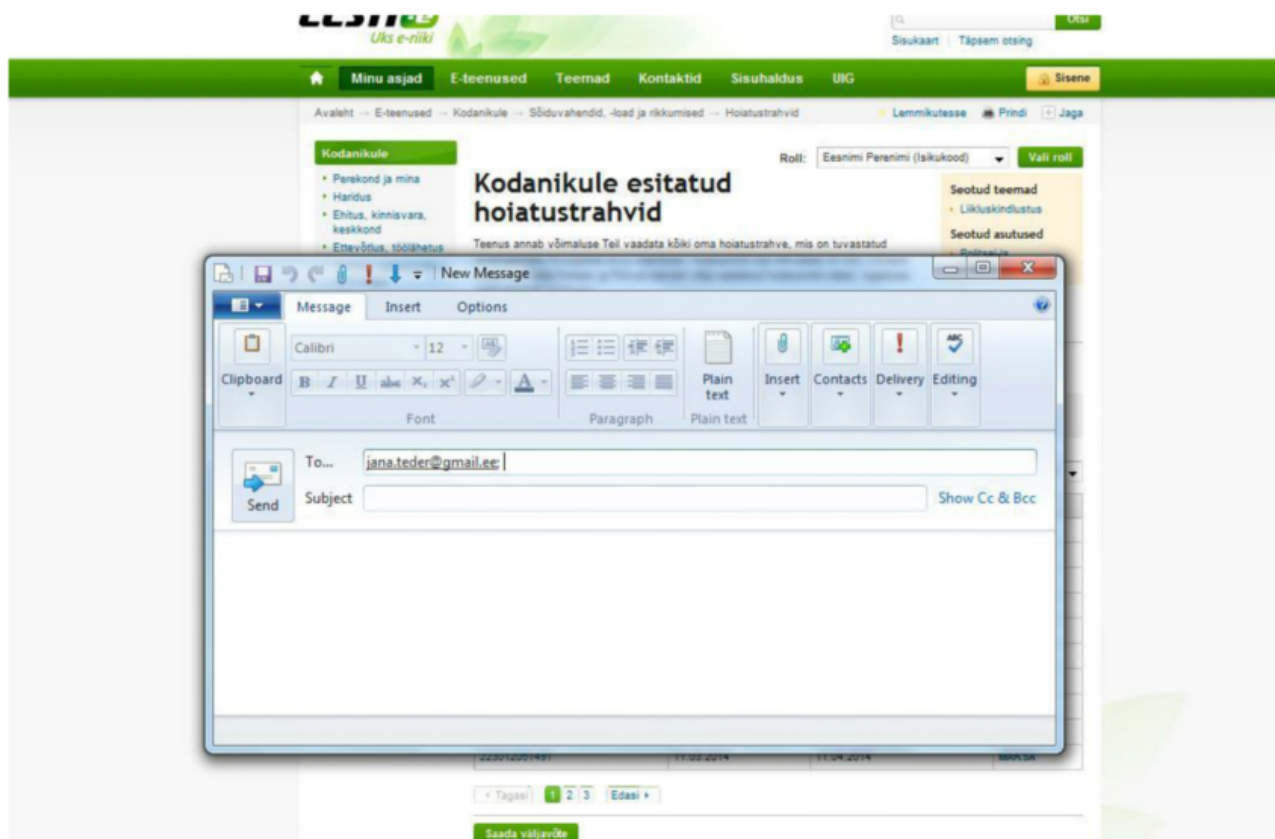 Üks e-riiki
Otsi
Sisukaart Täpsem otsing
Minu asjad E-teenused Teemad Kontaktid Sisuhaldus UIG Sisene
Avaleht → E-teenused → Kodanikule → Sõiduvahendid, -load ja rikkumised → Hoiatustrahvid Lemmikutesse Prindi Jaga
Kodanikule
Roll: Eesnimi Perenimi (Isikukood) Vali roll
Perekond ja mina
Haridus
Ehitus, kinnisvara,
keskkond
Ettevõtlus, töölähetus
Kodanikule esitatud
hoiatustrahvid
Teenus annab võimaluse Teil vaadata kõiki oma hoiatustrahve, mis on tuvastatud
Seotud teemad
Liikluskindlustus
Seotud asutused
New Message
Message Insert Options
Calibri 12
Clipboard
B I U abc X₂ X² A
Plain
text
Insert Contacts Delivery Editing
Font Paragraph Plain text
To... jana.teder@gmail.ee;
Send
Subject Show Cc & Bcc
11.03.2014 11.04.2014 MAKSA
Tagasi 1 2 3 Edasi
Saada väljavõte